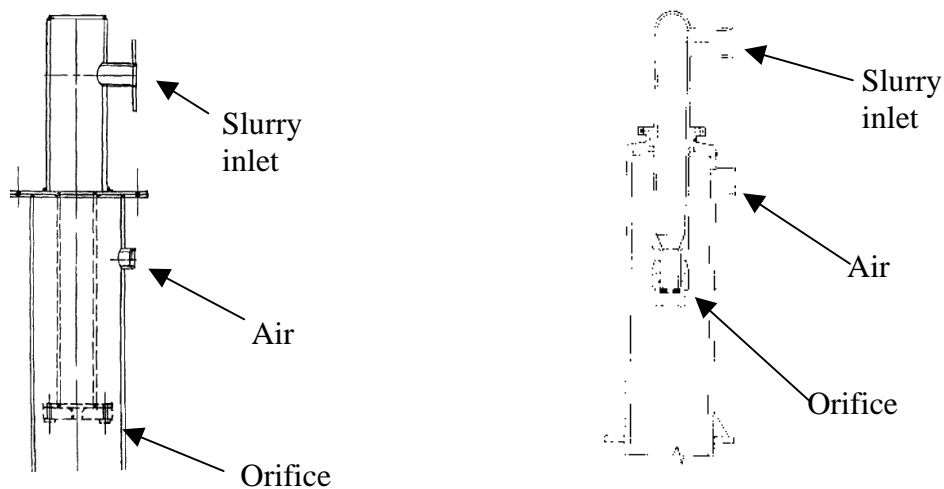 Slurry
inlet
Air
Orifice
Slurry
inlet
Air
Orifice